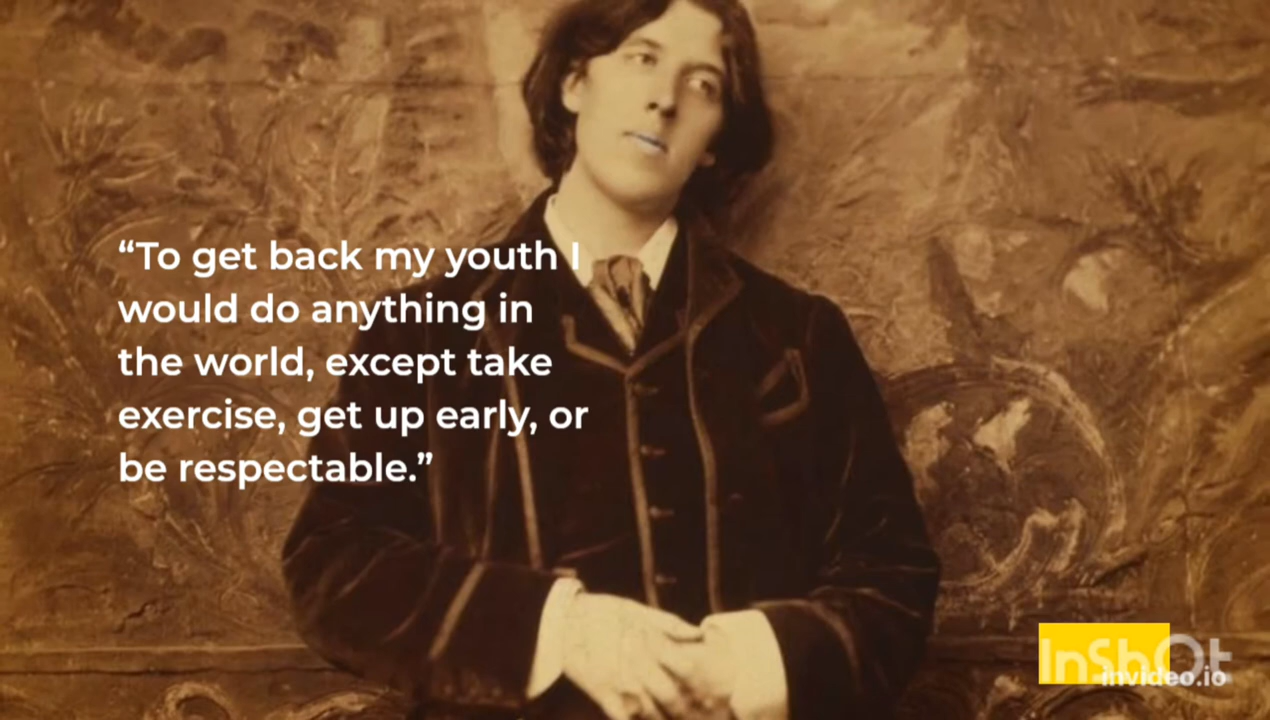 “To get back my youth I
would do anything in
the world, except take
exercise, get up early, or
be respectable.”
InShOt
invideo.io